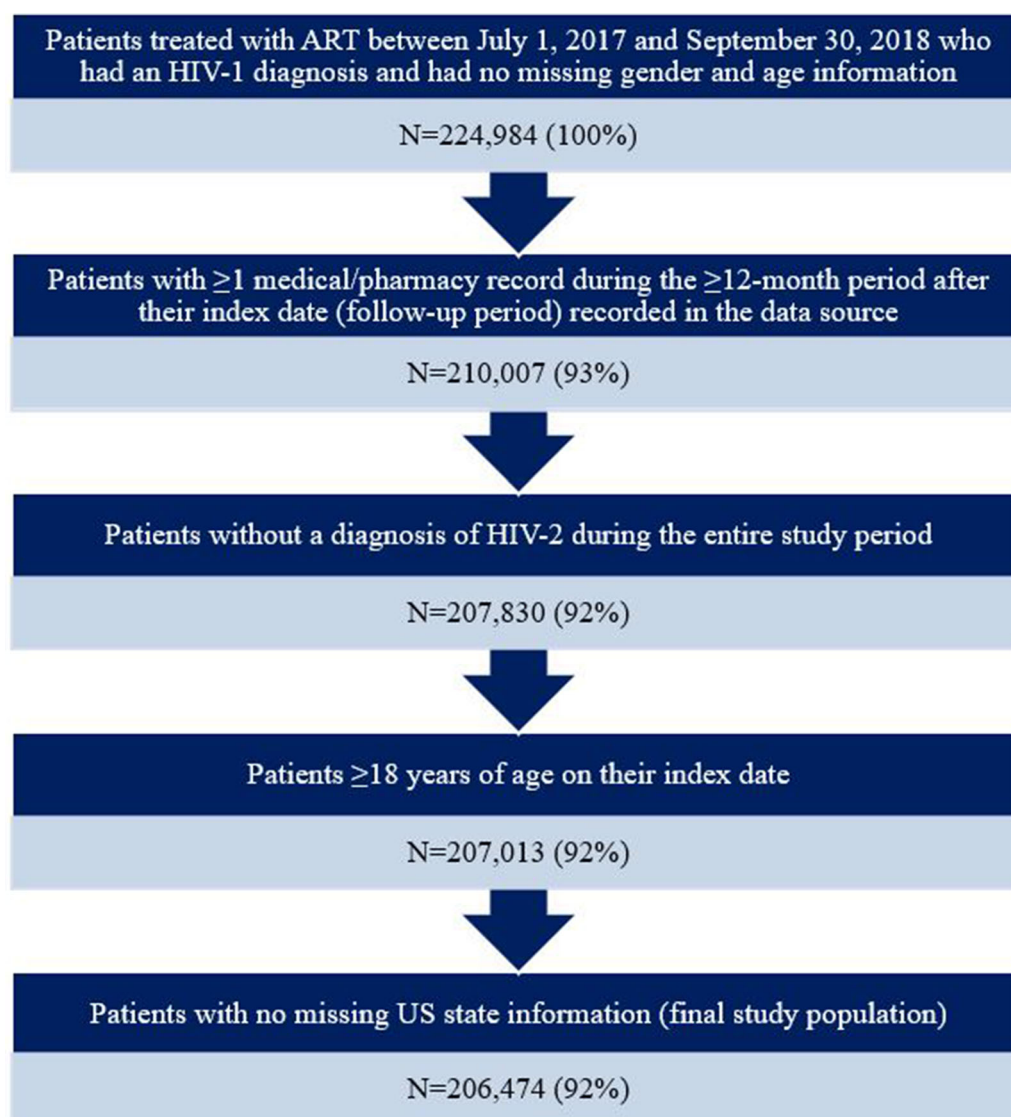 Patients treated with ART between July 1, 2017 and September 30, 2018 who
had an HIV-1 diagnosis and had no missing gender and age information
N=224,984 (100%)
Patients with ≥1 medical/pharmacy record during the ≥12-month period after
their index date (follow-up period) recorded in the data source
N=210,007 (93%)
Patients without a diagnosis of HIV-2 during the entire study period
N=207,830 (92%)
Patients ≥18 years of age on their index date
N=207,013 (92%)
Patients with no missing US state information (final study population)
N=206,474 (92%)